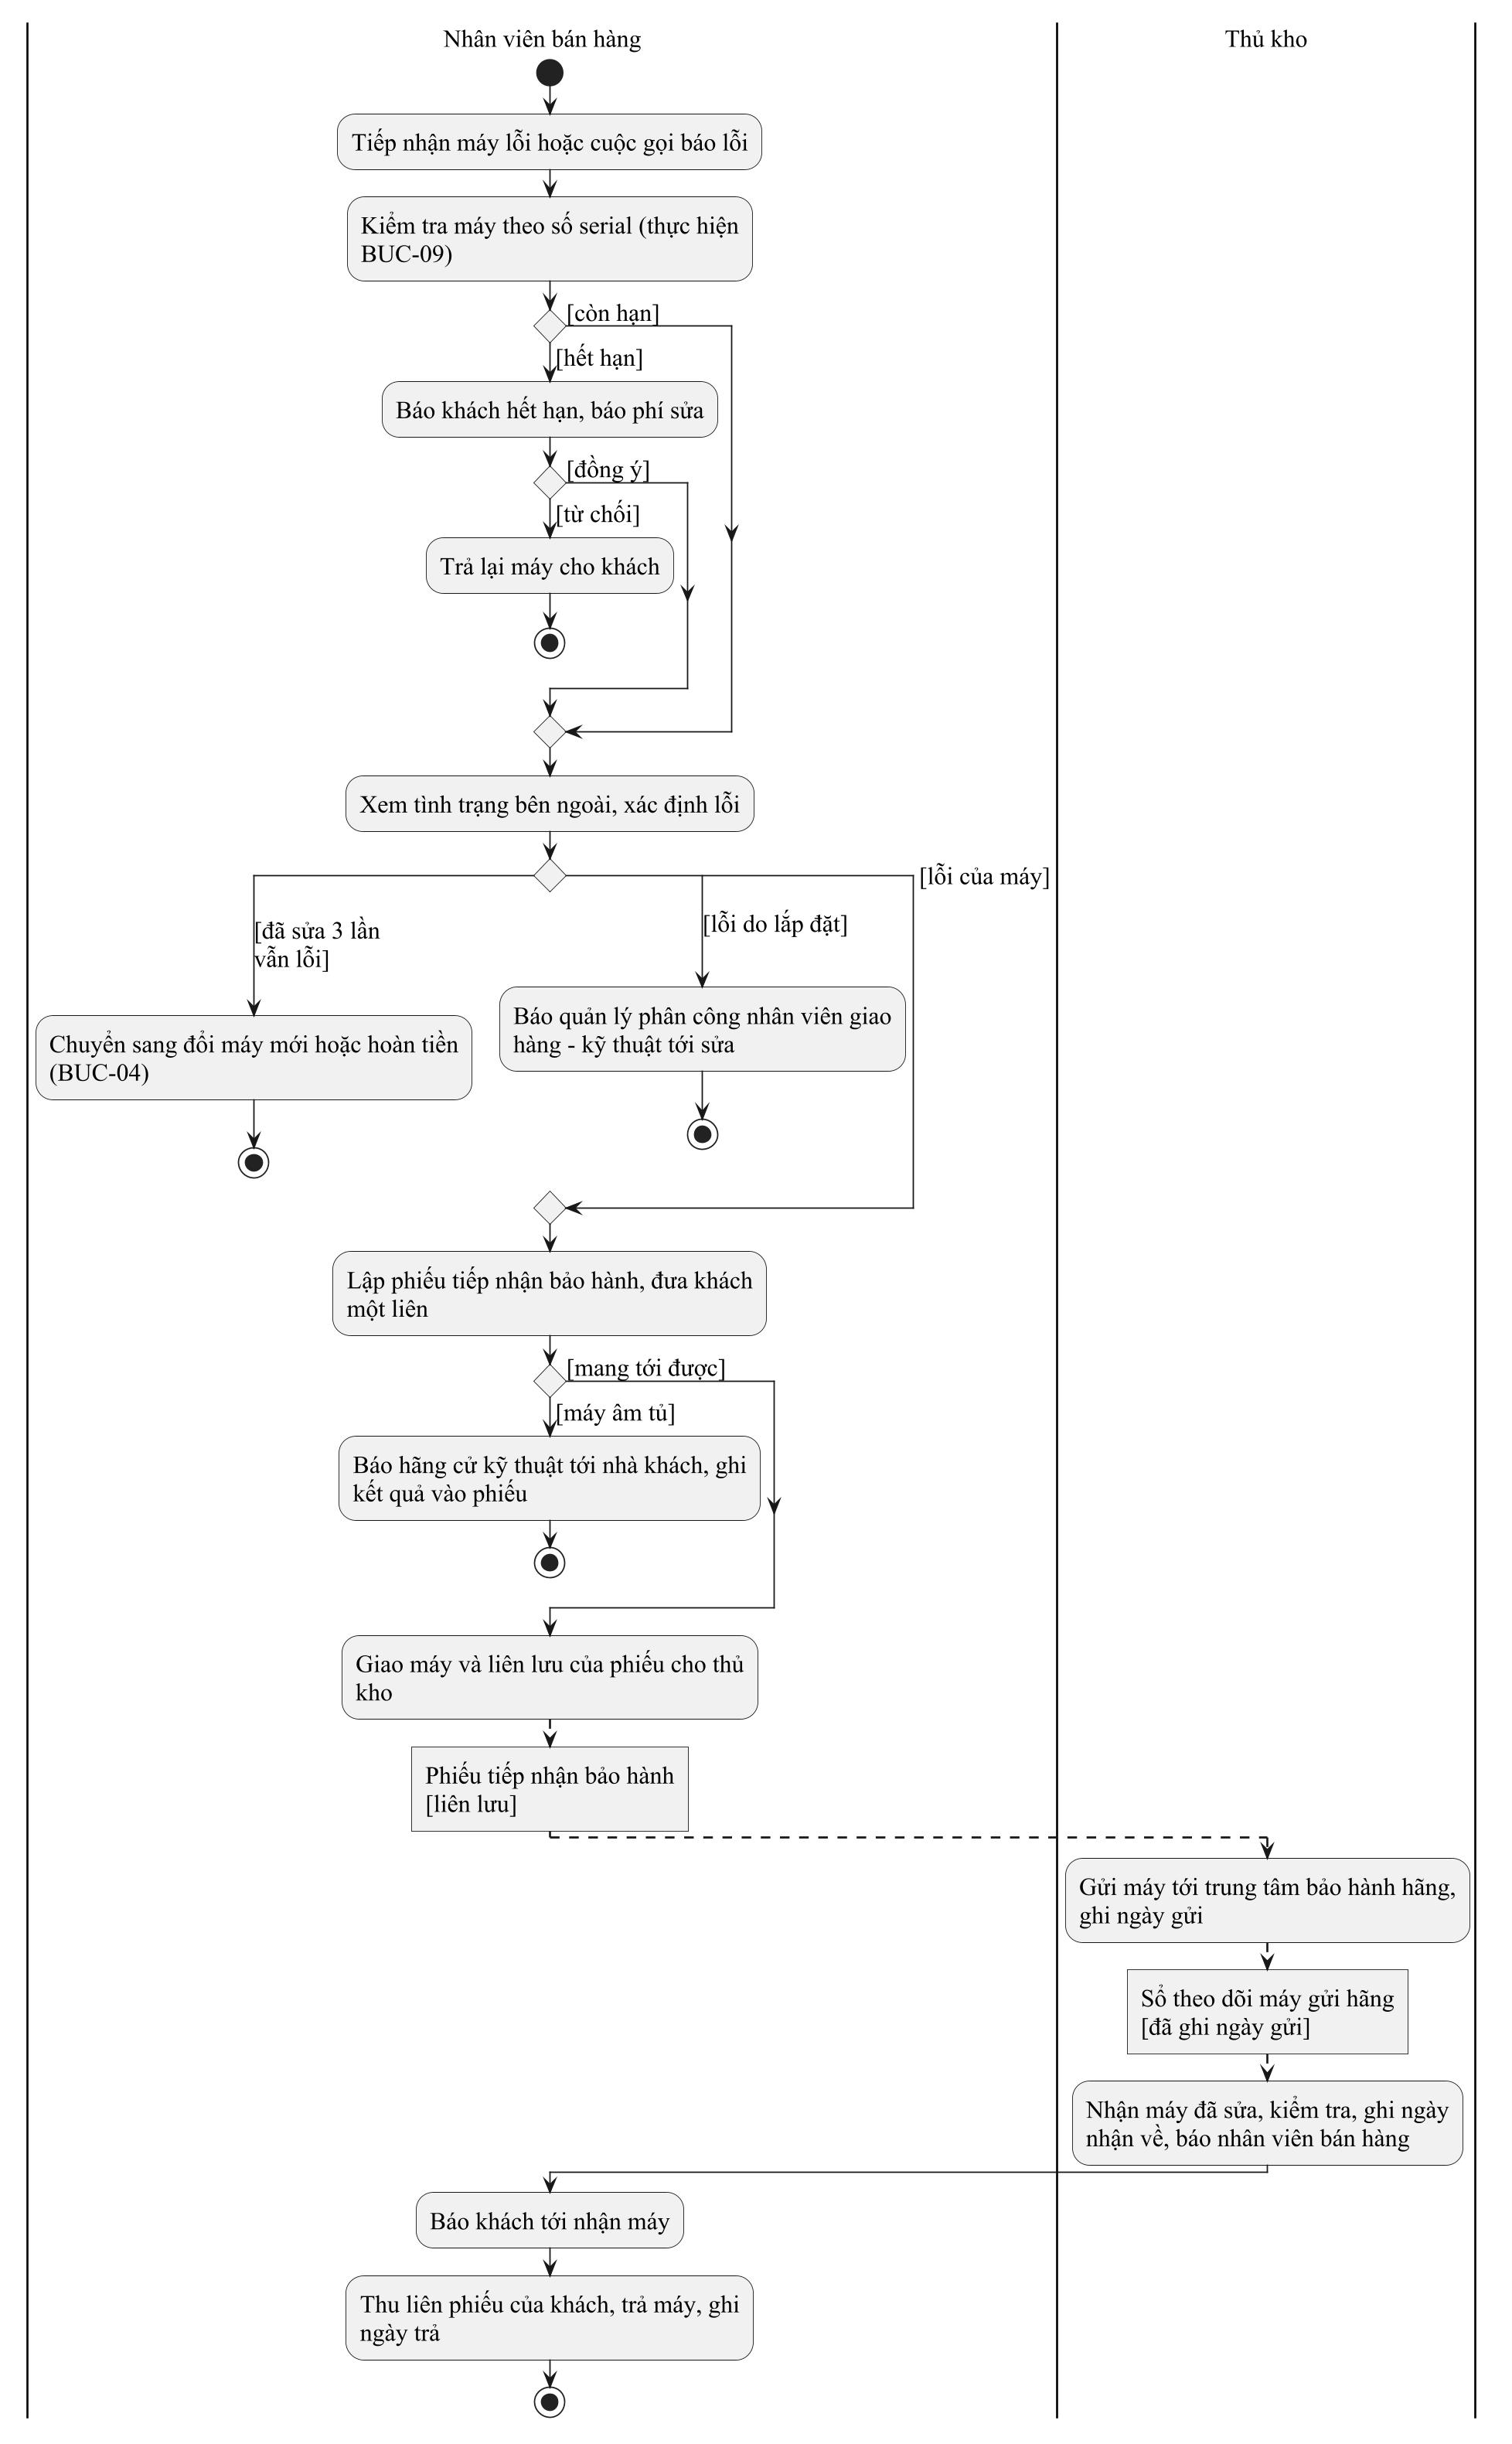 Nhân viên bán hàng
Thủ kho
Tiếp nhận máy lỗi hoặc cuộc gọi báo lỗi
Kiểm tra máy theo số serial (thực hiện
BUC-09)
[còn hạn]
[hết hạn]
Báo khách hết hạn, báo phí sửa
[đồng ý]
[từ chối]
Trả lại máy cho khách
Xem tình trạng bên ngoài, xác định lỗi
[lỗi của máy]
[đã sửa 3 lần
vẫn lỗi]
[lỗi do lắp đặt]
Chuyển sang đổi máy mới hoặc hoàn tiền
(BUC-04)
Báo quản lý phân công nhân viên giao
hàng - kỹ thuật tới sửa
Lập phiếu tiếp nhận bảo hành, đưa khách
một liên
[mang tới được]
[máy âm tủ]
Báo hãng cử kỹ thuật tới nhà khách, ghi
kết quả vào phiếu
Giao máy và liên lưu của phiếu cho thủ
kho
Phiếu tiếp nhận bảo hành
[liên lưu]
Gửi máy tới trung tâm bảo hành hãng,
ghi ngày gửi
Sổ theo dõi máy gửi hãng
[đã ghi ngày gửi]
Nhận máy đã sửa, kiểm tra, ghi ngày
nhận về, báo nhân viên bán hàng
Báo khách tới nhận máy
Thu liên phiếu của khách, trả máy, ghi
ngày trả